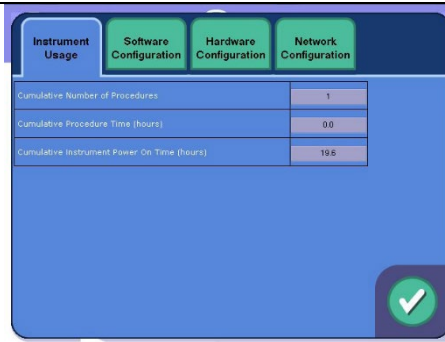 Instrument Usage
Software Configuration
Hardware Configuration
Network Configuration
Cumulative Number of Procedures 1
Cumulative Procedure Time (hours) 0.0
Cumulative Instrument Power On Time (hours) 19.6